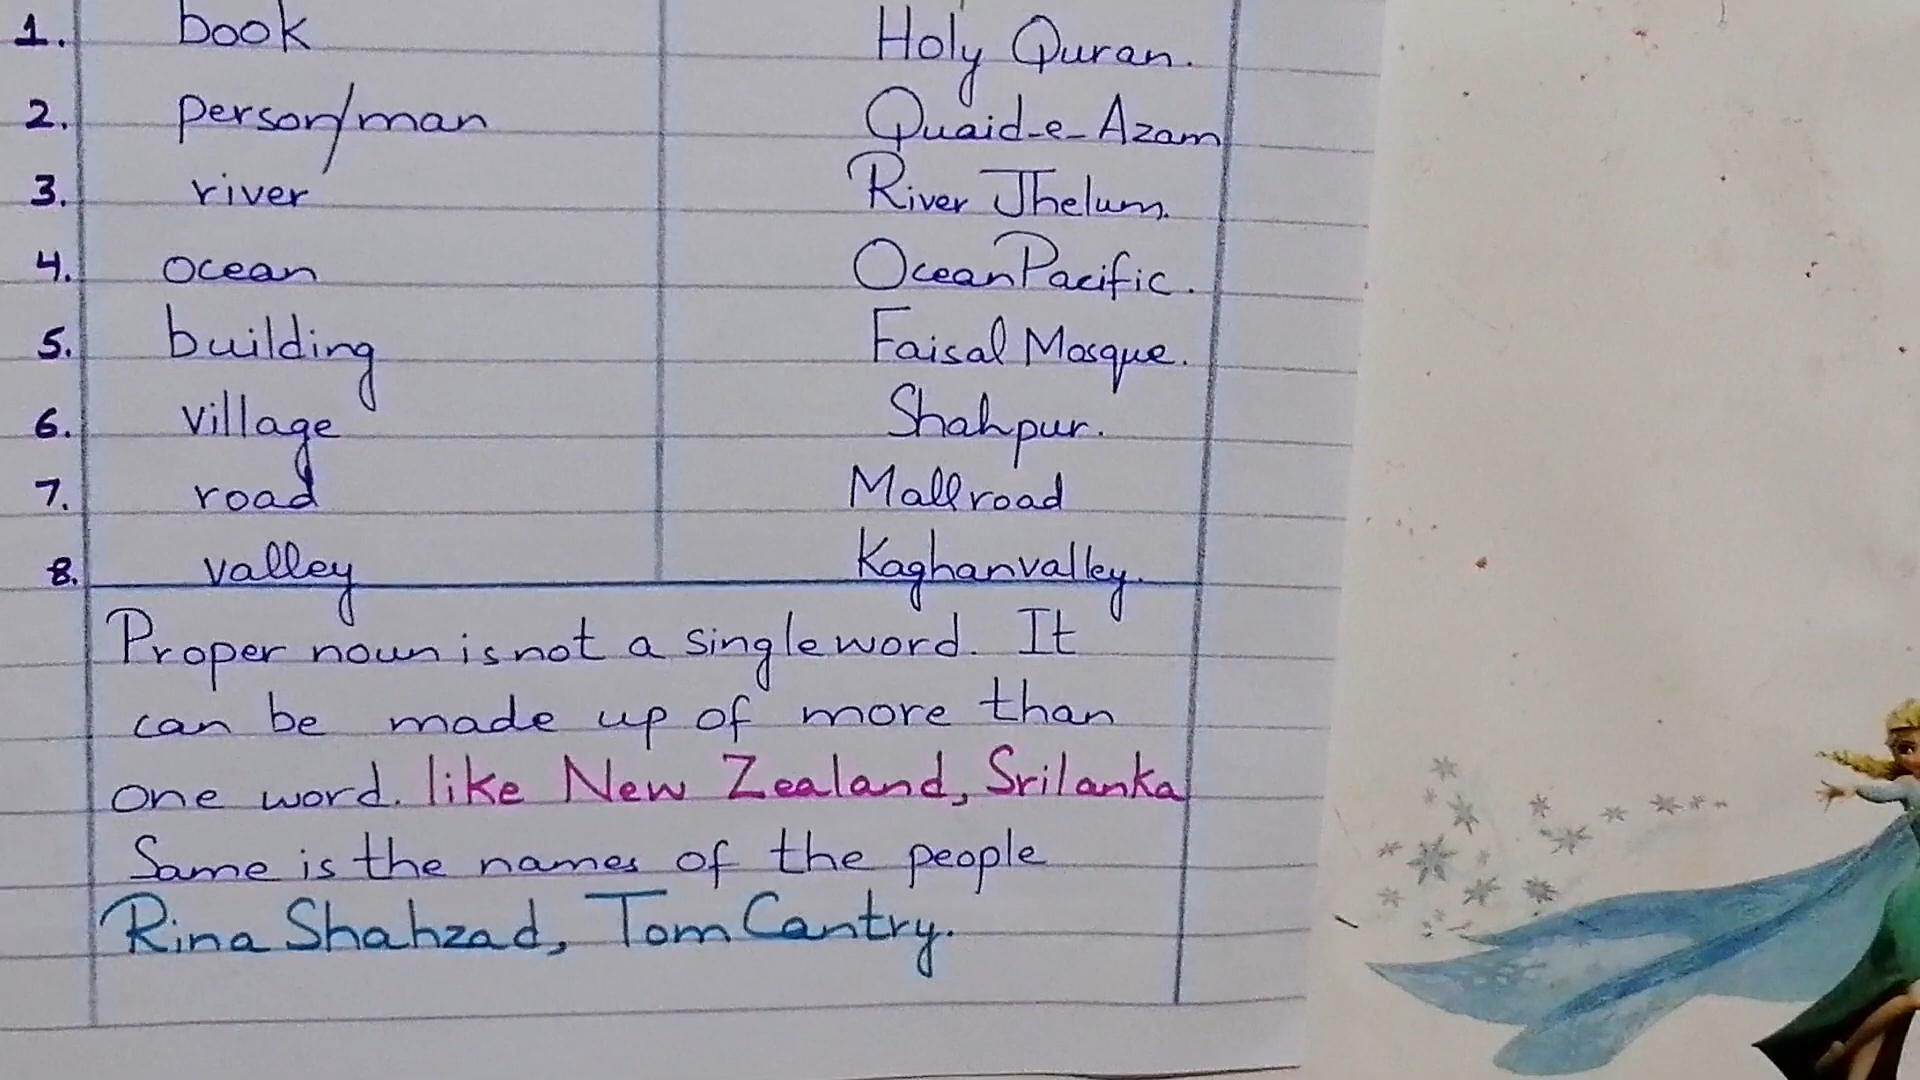 1. book Holy Quran.
2. person/man Quaid-e-Azam
3. river River Jhelum.
4. ocean Ocean Pacific.
5. building Faisal Mosque.
6. village Shahpur.
7. road Mall road
8. valley Kaghan valley.
Proper noun is not a single word. It
can be made up of more than
one word. like New Zealand, Srilanka
Same is the names of the people
Rina Shahzad, Tom Cantry.